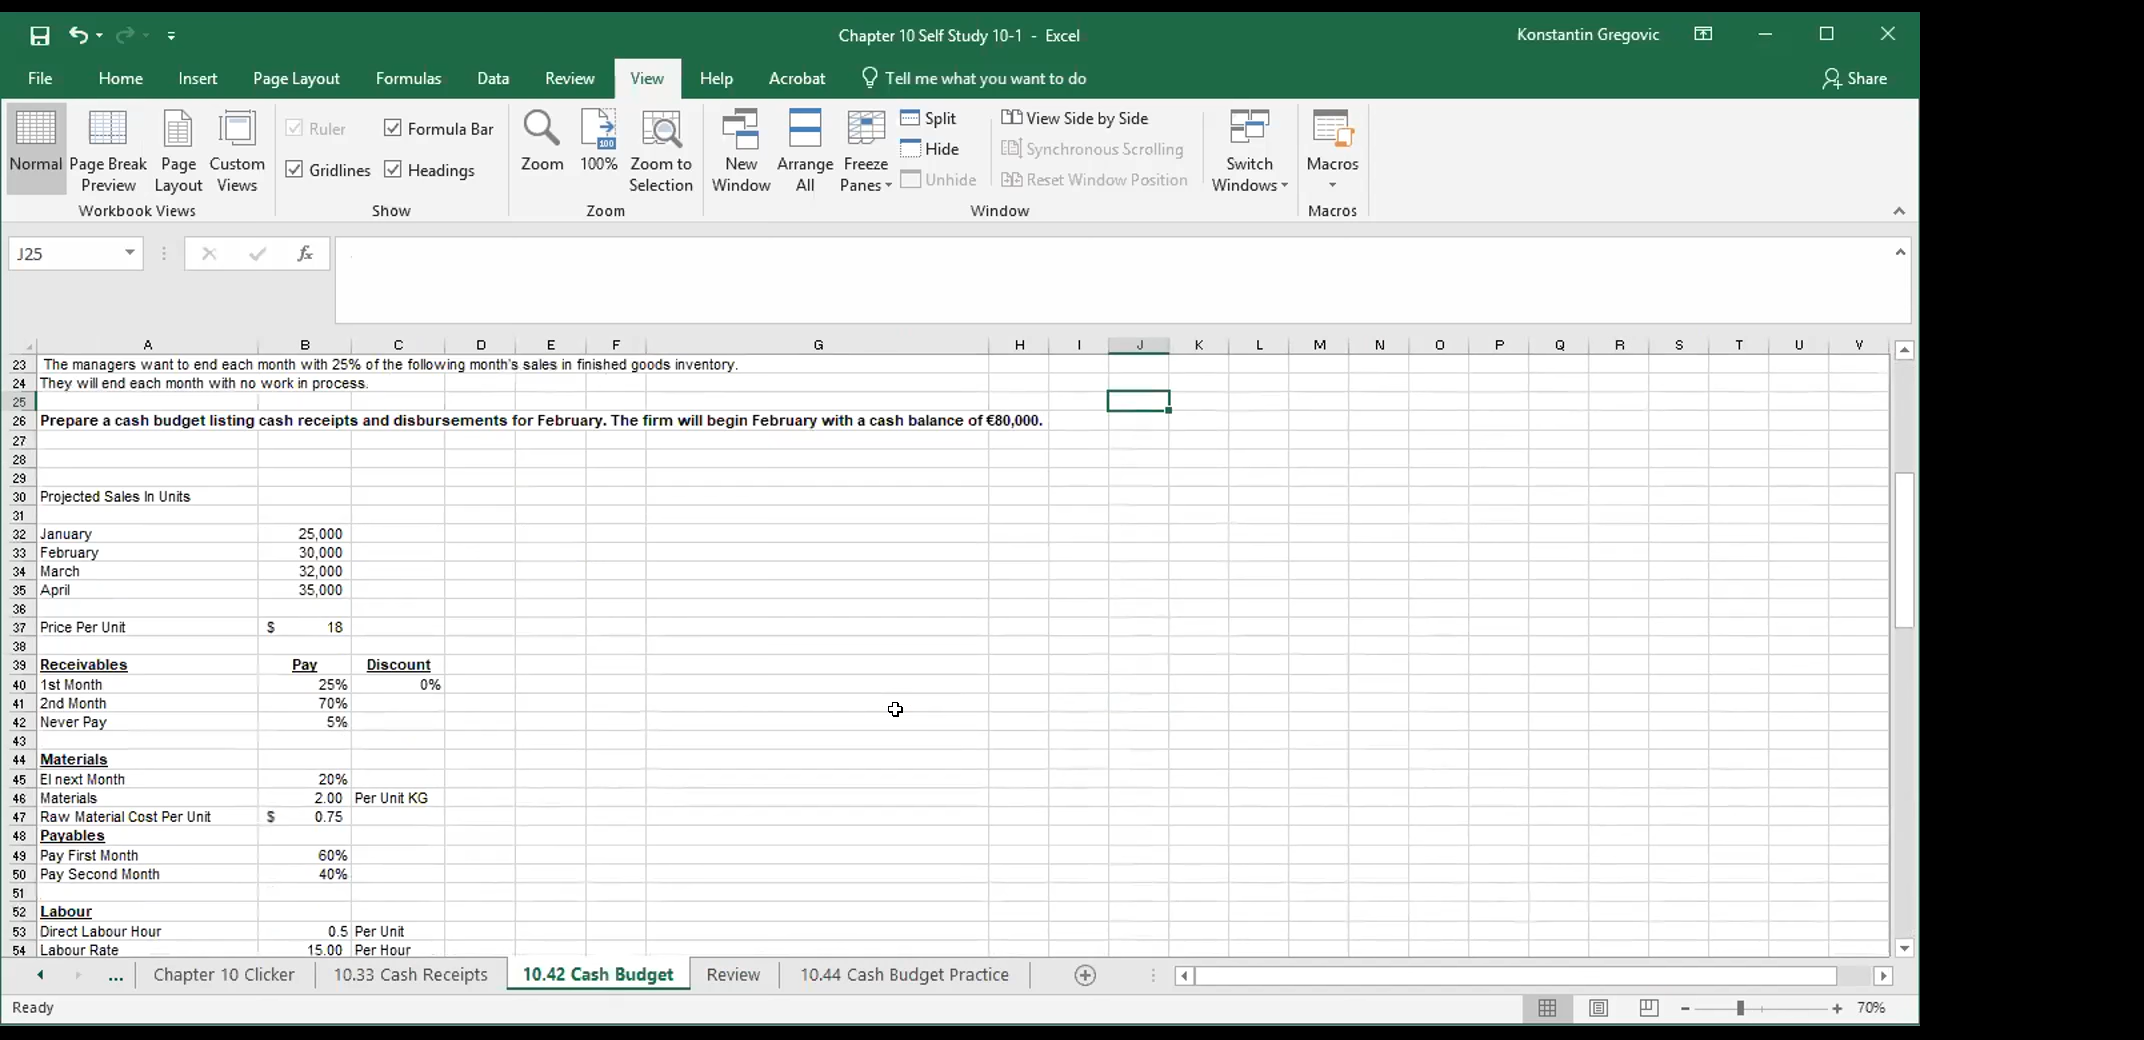 Chapter 10 Self Study 10-1 - Excel
Konstantin Gregovic
File Home Insert Page Layout Formulas Data Review View Help Acrobat Tell me what you want to do Share
Normal
Page Break Preview
Page Layout
Custom Views
Workbook Views
Ruler
Formula Bar
Gridlines
Headings
Show
Zoom
100%
Zoom to Selection
Zoom
New Window
Arrange All
Freeze Panes
Split
Hide
Unhide
View Side by Side
Synchronous Scrolling
Reset Window Position
Window
Switch Windows
Macros
Macros
J25
fx
A B C D E F G H I J K L M N O P Q R S T U V
23 The managers want to end each month with 25% of the following month's sales in finished goods inventory.
24 They will end each month with no work in process.
25
26 Prepare a cash budget listing cash receipts and disbursements for February. The firm will begin February with a cash balance of €80,000.
27
28
29
30 Projected Sales In Units
31
32 January 25,000
33 February 30,000
34 March 32,000
35 April 35,000
36
37 Price Per Unit $ 18
38
39 Receivables Pay Discount
40 1st Month 25% 0%
41 2nd Month 70%
42 Never Pay 5%
43
44 Materials
45 EI next Month 20%
46 Materials 2.00 Per Unit KG
47 Raw Material Cost Per Unit $ 0.75
48 Payables
49 Pay First Month 60%
50 Pay Second Month 40%
51
52 Labour
53 Direct Labour Hour 0.5 Per Unit
54 Labour Rate 15.00 Per Hour
... Chapter 10 Clicker 10.33 Cash Receipts 10.42 Cash Budget Review 10.44 Cash Budget Practice
Ready
70%